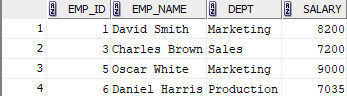 EMP_ID EMP_NAME DEPT SALARY
1 1 David Smith Marketing 8200
2 3 Charles Brown Sales 7200
3 5 Oscar White Marketing 9000
4 6 Daniel Harris Production 7035